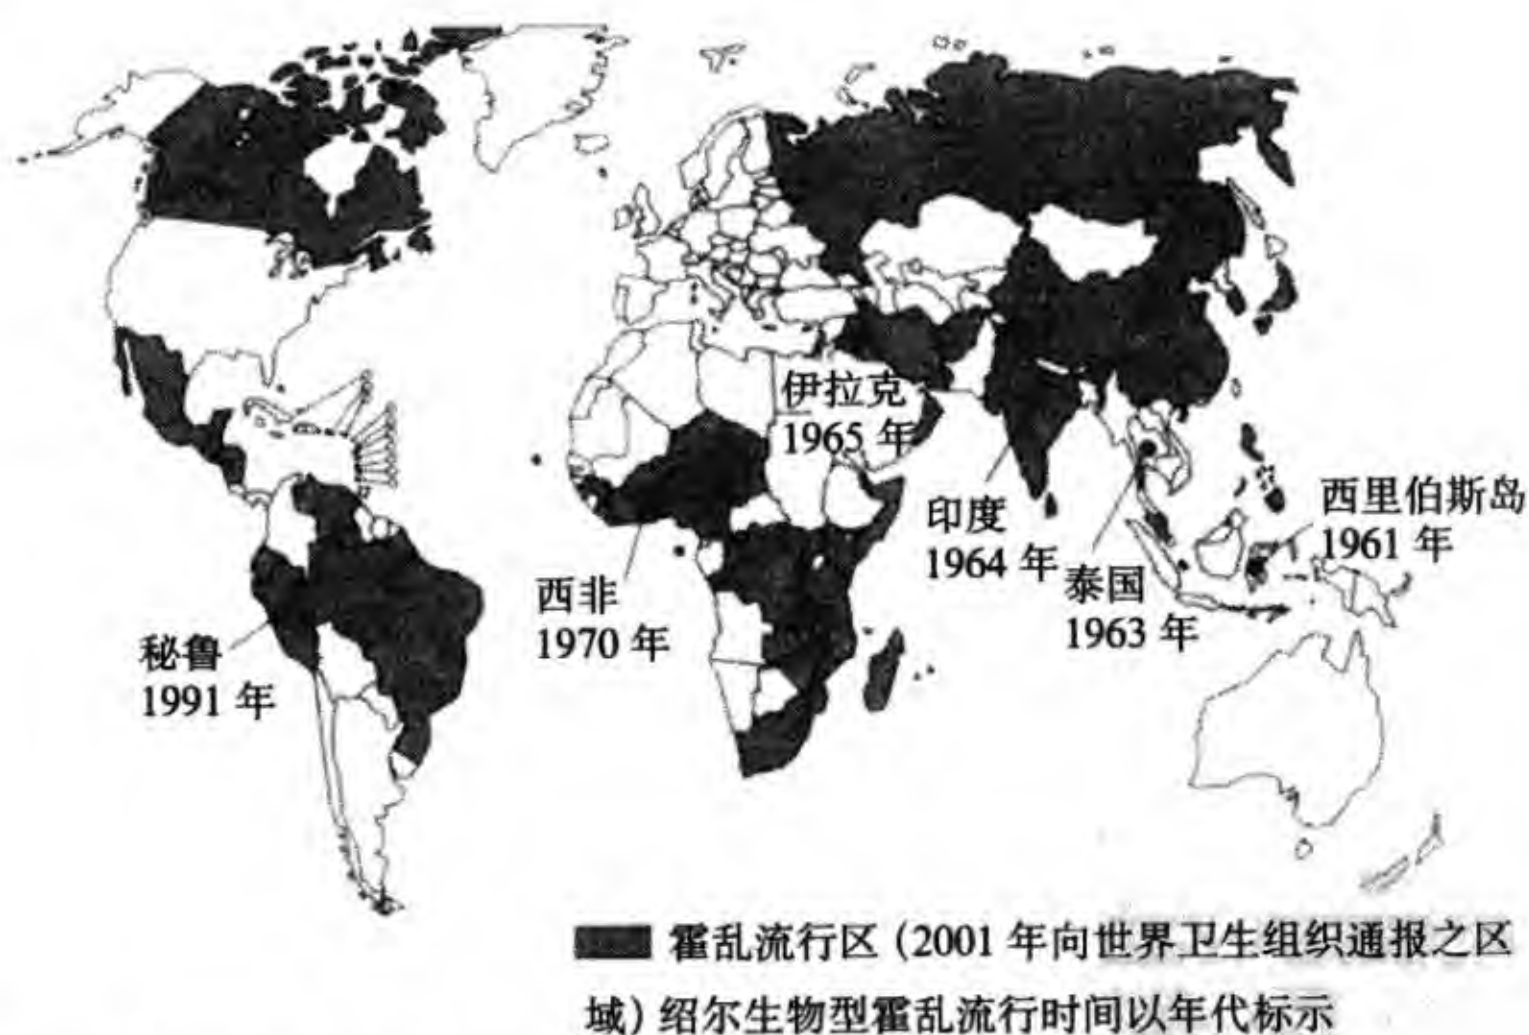 伊拉克
1965 年
印度
1964 年
西里伯斯岛
1961 年
泰国
1963 年
西非
1970 年
秘鲁
1991 年
霍乱流行区 (2001 年向世界卫生组织通报之区
域) 绍尔生物型霍乱流行时间以年代标示